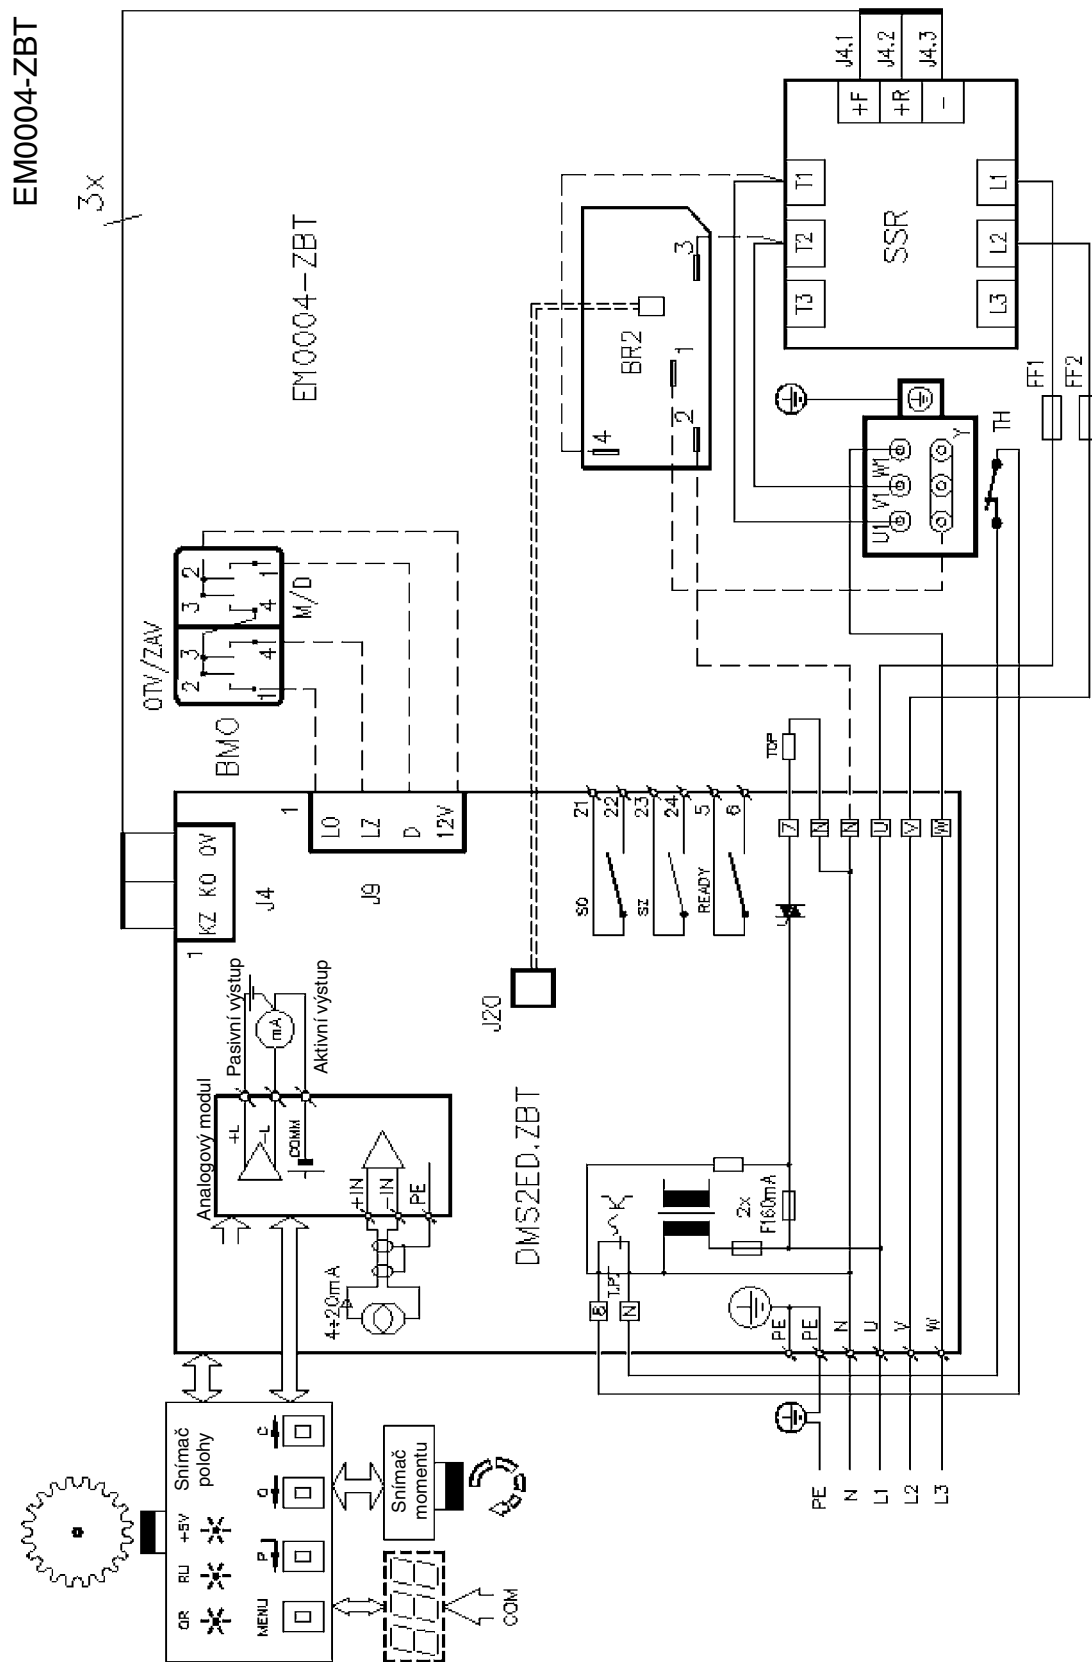 EM0004-ZBT
3x
EM0004-ZBT
J4.1
J4.2
J4.3
+F
+R
-
T1
T2
T3
SSR
L1
L2
L3
BR2
1
2
3
4
FF1
FF2
TH
U1
V1
W1
Y
OTV/ZAV
M/D
BMO
2
3
1
4
3
2
4
1
1
KZ
KO
OV
J4
1
LO
LZ
D
12V
J9
J20
Analogový modul
Pasivní výstup
Aktivní výstup
mA
+L
-L
COMM
+IN
-IN
PE
4÷20mA
DMS2ED.ZBT
21
22
23
24
5
6
SO
SZ
READY
TOP
7
N
N
U
V
W
2x
F160mA
8
N
PE
PE
N
U
V
W
PE
N
L1
L2
L3
Snímač
polohy
+5V
MENU
P
O
C
Snímač
momentu
COM